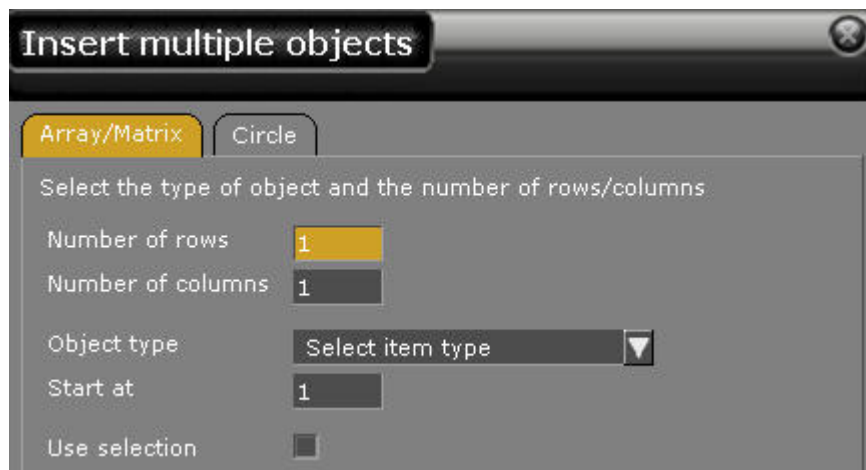 Insert multiple objects
Array/Matrix Circle
Select the type of object and the number of rows/columns
Number of rows 1
Number of columns 1
Object type Select item type
Start at 1
Use selection